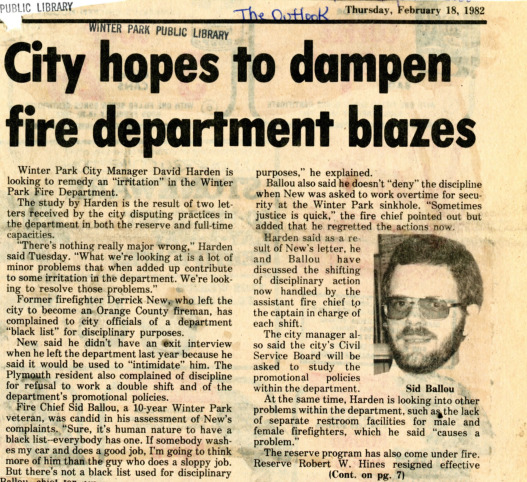 PUBLIC LIBRARY
WINTER PARK PUBLIC LIBRARY
The Outlook
Thursday, February 18, 1982
City hopes to dampen
fire department blazes
Winter Park City Manager David Harden is
looking to remedy an "irritation" in the Winter
Park Fire Department.
The study by Harden is the result of two let-
ters received by the city disputing practices in
the department in both the reserve and full-time
capacities.
"There's nothing really major wrong," Harden
said Tuesday. "What we're looking at is a lot of
minor problems that when added up contribute
to some irritation in the department. We're look-
ing to resolve those problems."
Former firefighter Derrick New, who left the
city to become an Orange County fireman, has
complained to city officials of a department
"black list" for disciplinary purposes.
New said he didn't have an exit interview
when he left the department last year because he
said it would be used to "intimidate" him. The
Plymouth resident also complained of discipline
for refusal to work a double shift and of the
department's promotional policies.
Fire Chief Sid Ballou, a 10-year Winter Park
veteran, was candid in his assessment of New's
complaints. "Sure, it's human nature to have a
black list--everybody has one. If somebody wash-
es my car and does a good job, I'm going to think
more of him than the guy who does a sloppy job.
But there's not a black list used for disciplinary
purposes," he explained.
Ballou also said he doesn't "deny" the discipline
when New was asked to work overtime for secu-
rity at the Winter Park sinkhole. "Sometimes
justice is quick," the fire chief pointed out but
added that he regretted the actions now.
Harden said as a re-
sult of New's letter, he
and Ballou have
discussed the shifting
of disciplinary action
now handled by the
assistant fire chief to
the captain in charge of
each shift.
The city manager al-
so said the city's Civil
Service Board will be
asked to study the
promotional policies
within the department.
Sid Ballou
At the same time, Harden is looking into other
problems within the department, such as the lack
of separate restroom facilities for male and
female firefighters, which he said "causes a
problem."
The reserve program has also come under fire.
Reserve Robert W. Hines resigned effective
(Cont. on pg. 7)